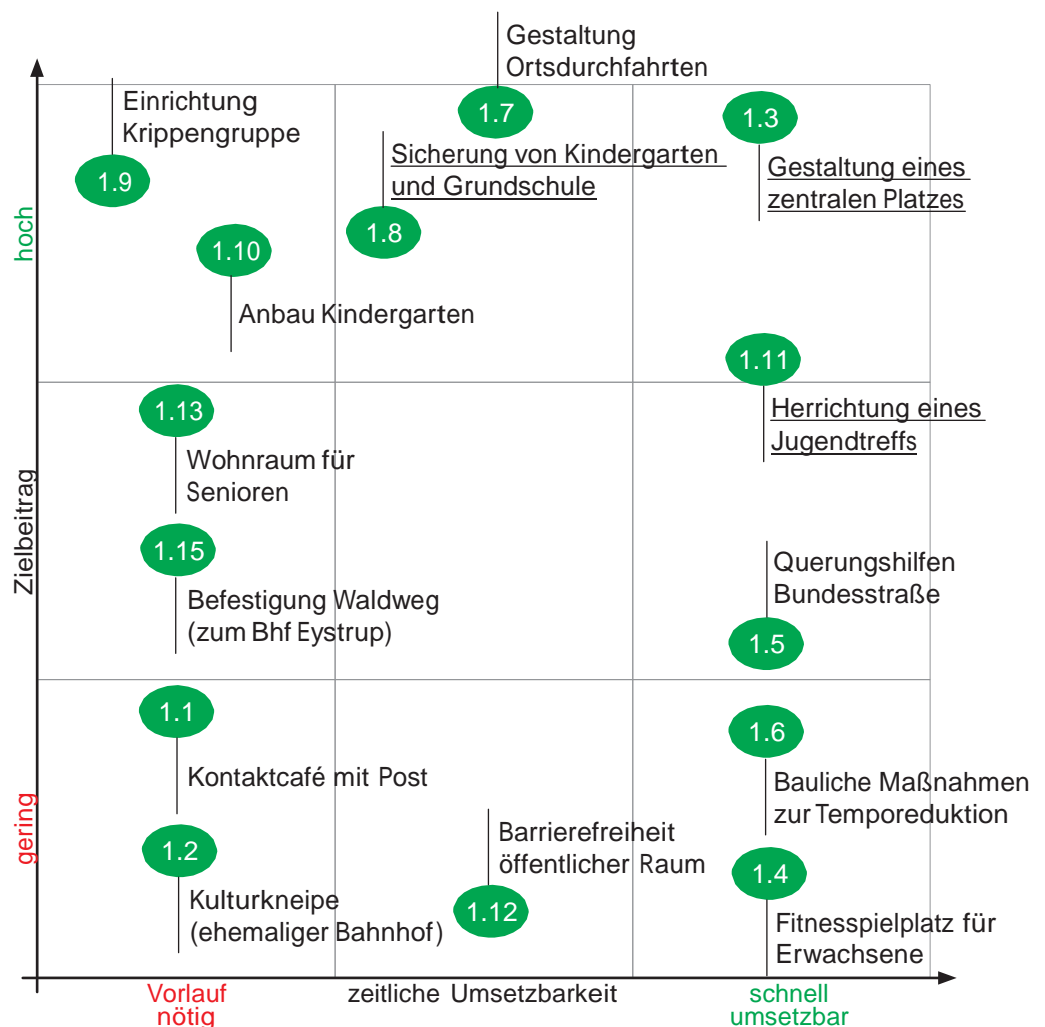 Gestaltung
Ortsdurchfahrten
Einrichtung
Krippengruppe
1.7
1.3
Sicherung von Kindergarten
und Grundschule
Gestaltung eines
zentralen Platzes
1.9
1.8
1.10
hoch
Anbau Kindergarten
1.11
1.13
Herrichtung eines
Jugendtreffs
Wohnraum für
Senioren
Zielbeitrag
1.15
Querungshilfen
Bundesstraße
Befestigung Waldweg
(zum Bhf Eystrup)
1.5
1.1
1.6
Kontaktcafé mit Post
Bauliche Maßnahmen
zur Temporeduktion
gering
1.2
Barrierefreiheit
öffentlicher Raum
1.4
Kulturkneipe
(ehemaliger Bahnhof)
1.12
Fitnesspielplatz für
Erwachsene
Vorlauf
nötig
zeitliche Umsetzbarkeit
schnell
umsetzbar